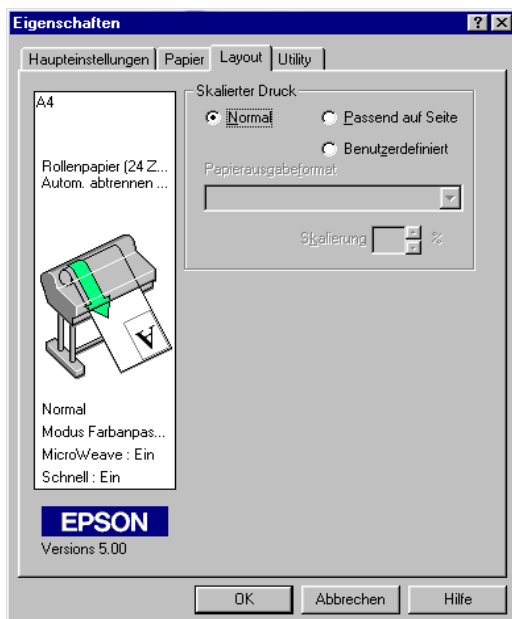 Eigenschaften
Haupteinstellungen Papier Layout Utility
A4
Rollenpapier (24 Z...
Autom. abtrennen ...
A
Normal
Modus Farbanpas...
MicroWeave : Ein
Schnell : Ein
EPSON
Versions 5.00
Skalierter Druck
Normal Passend auf Seite
Benutzerdefiniert
Papierausgabeformat
Skalierung %
OK Abbrechen Hilfe